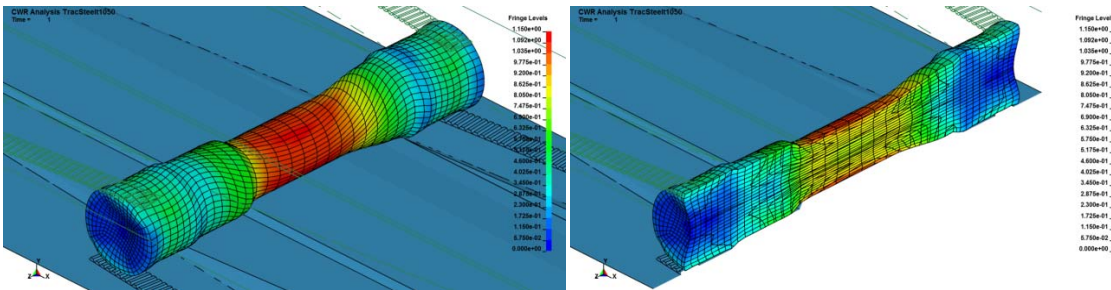 CWR Analysis TracSteelt1050
Time = 1
Fringe Levels
1.150e+00
1.092e+00
1.035e+00
9.775e-01
9.200e-01
8.625e-01
8.050e-01
7.475e-01
6.900e-01
6.325e-01
5.750e-01
5.175e-01
4.600e-01
4.025e-01
3.450e-01
2.875e-01
2.300e-01
1.725e-01
1.150e-01
5.750e-02
0.000e+00
Y
Z X
CWR Analysis TracSteelt1050
Time = 1
Fringe Levels
1.150e+00
1.092e+00
1.035e+00
9.775e-01
9.200e-01
8.625e-01
8.050e-01
7.475e-01
6.900e-01
6.325e-01
5.750e-01
5.175e-01
4.600e-01
4.025e-01
3.450e-01
2.875e-01
2.300e-01
1.725e-01
1.150e-01
5.750e-02
0.000e+00
Y
Z X